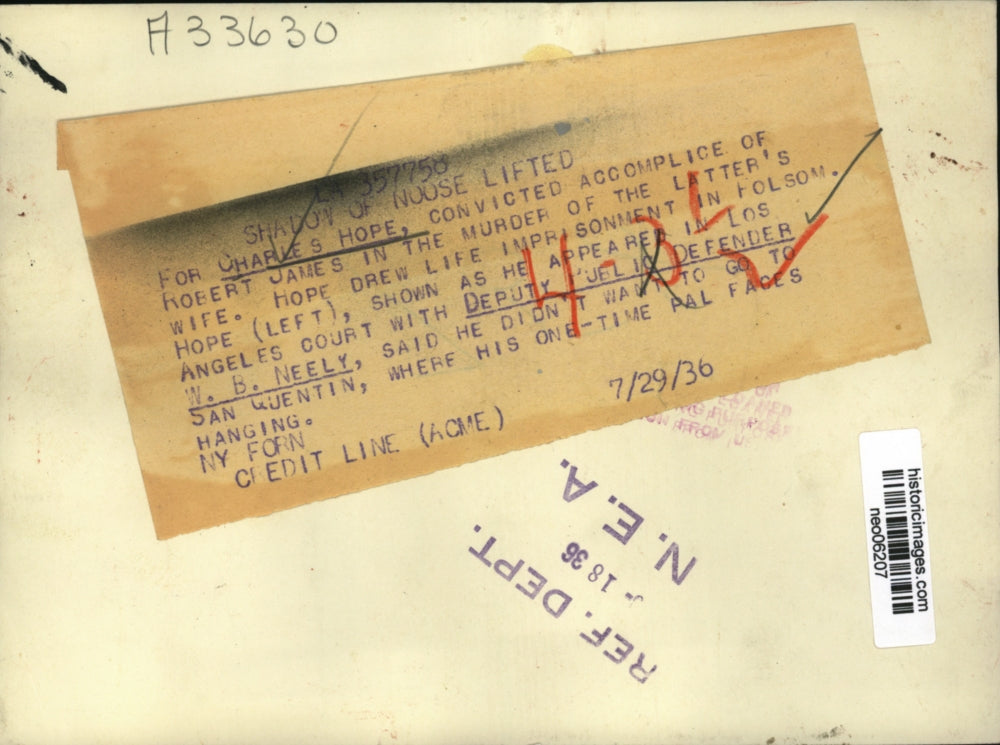 A33630
LA 357758
SHADOW OF NOOSE LIFTED
FOR CHARLES HOPE, CONVICTED ACCOMPLICE OF
ROBERT JAMES IN THE MURDER OF THE LATTER'S
WIFE. HOPE DREW LIFE IMPRISONMENT IN FOLSOM.
HOPE (LEFT), SHOWN AS HE APPEARED IN LOS
ANGELES COURT WITH DEPUTY PUBLIC DEFENDER
W. B. NEELY, SAID HE DIDN'T WANT TO GO TO
SAN QUENTIN, WHERE HIS ONE-TIME PAL FACES
HANGING.
NY FORN
CREDIT LINE (ACME)
7/29/36
N. E. A.
18 36
REF. DEPT.
historicimages.com
neo06207